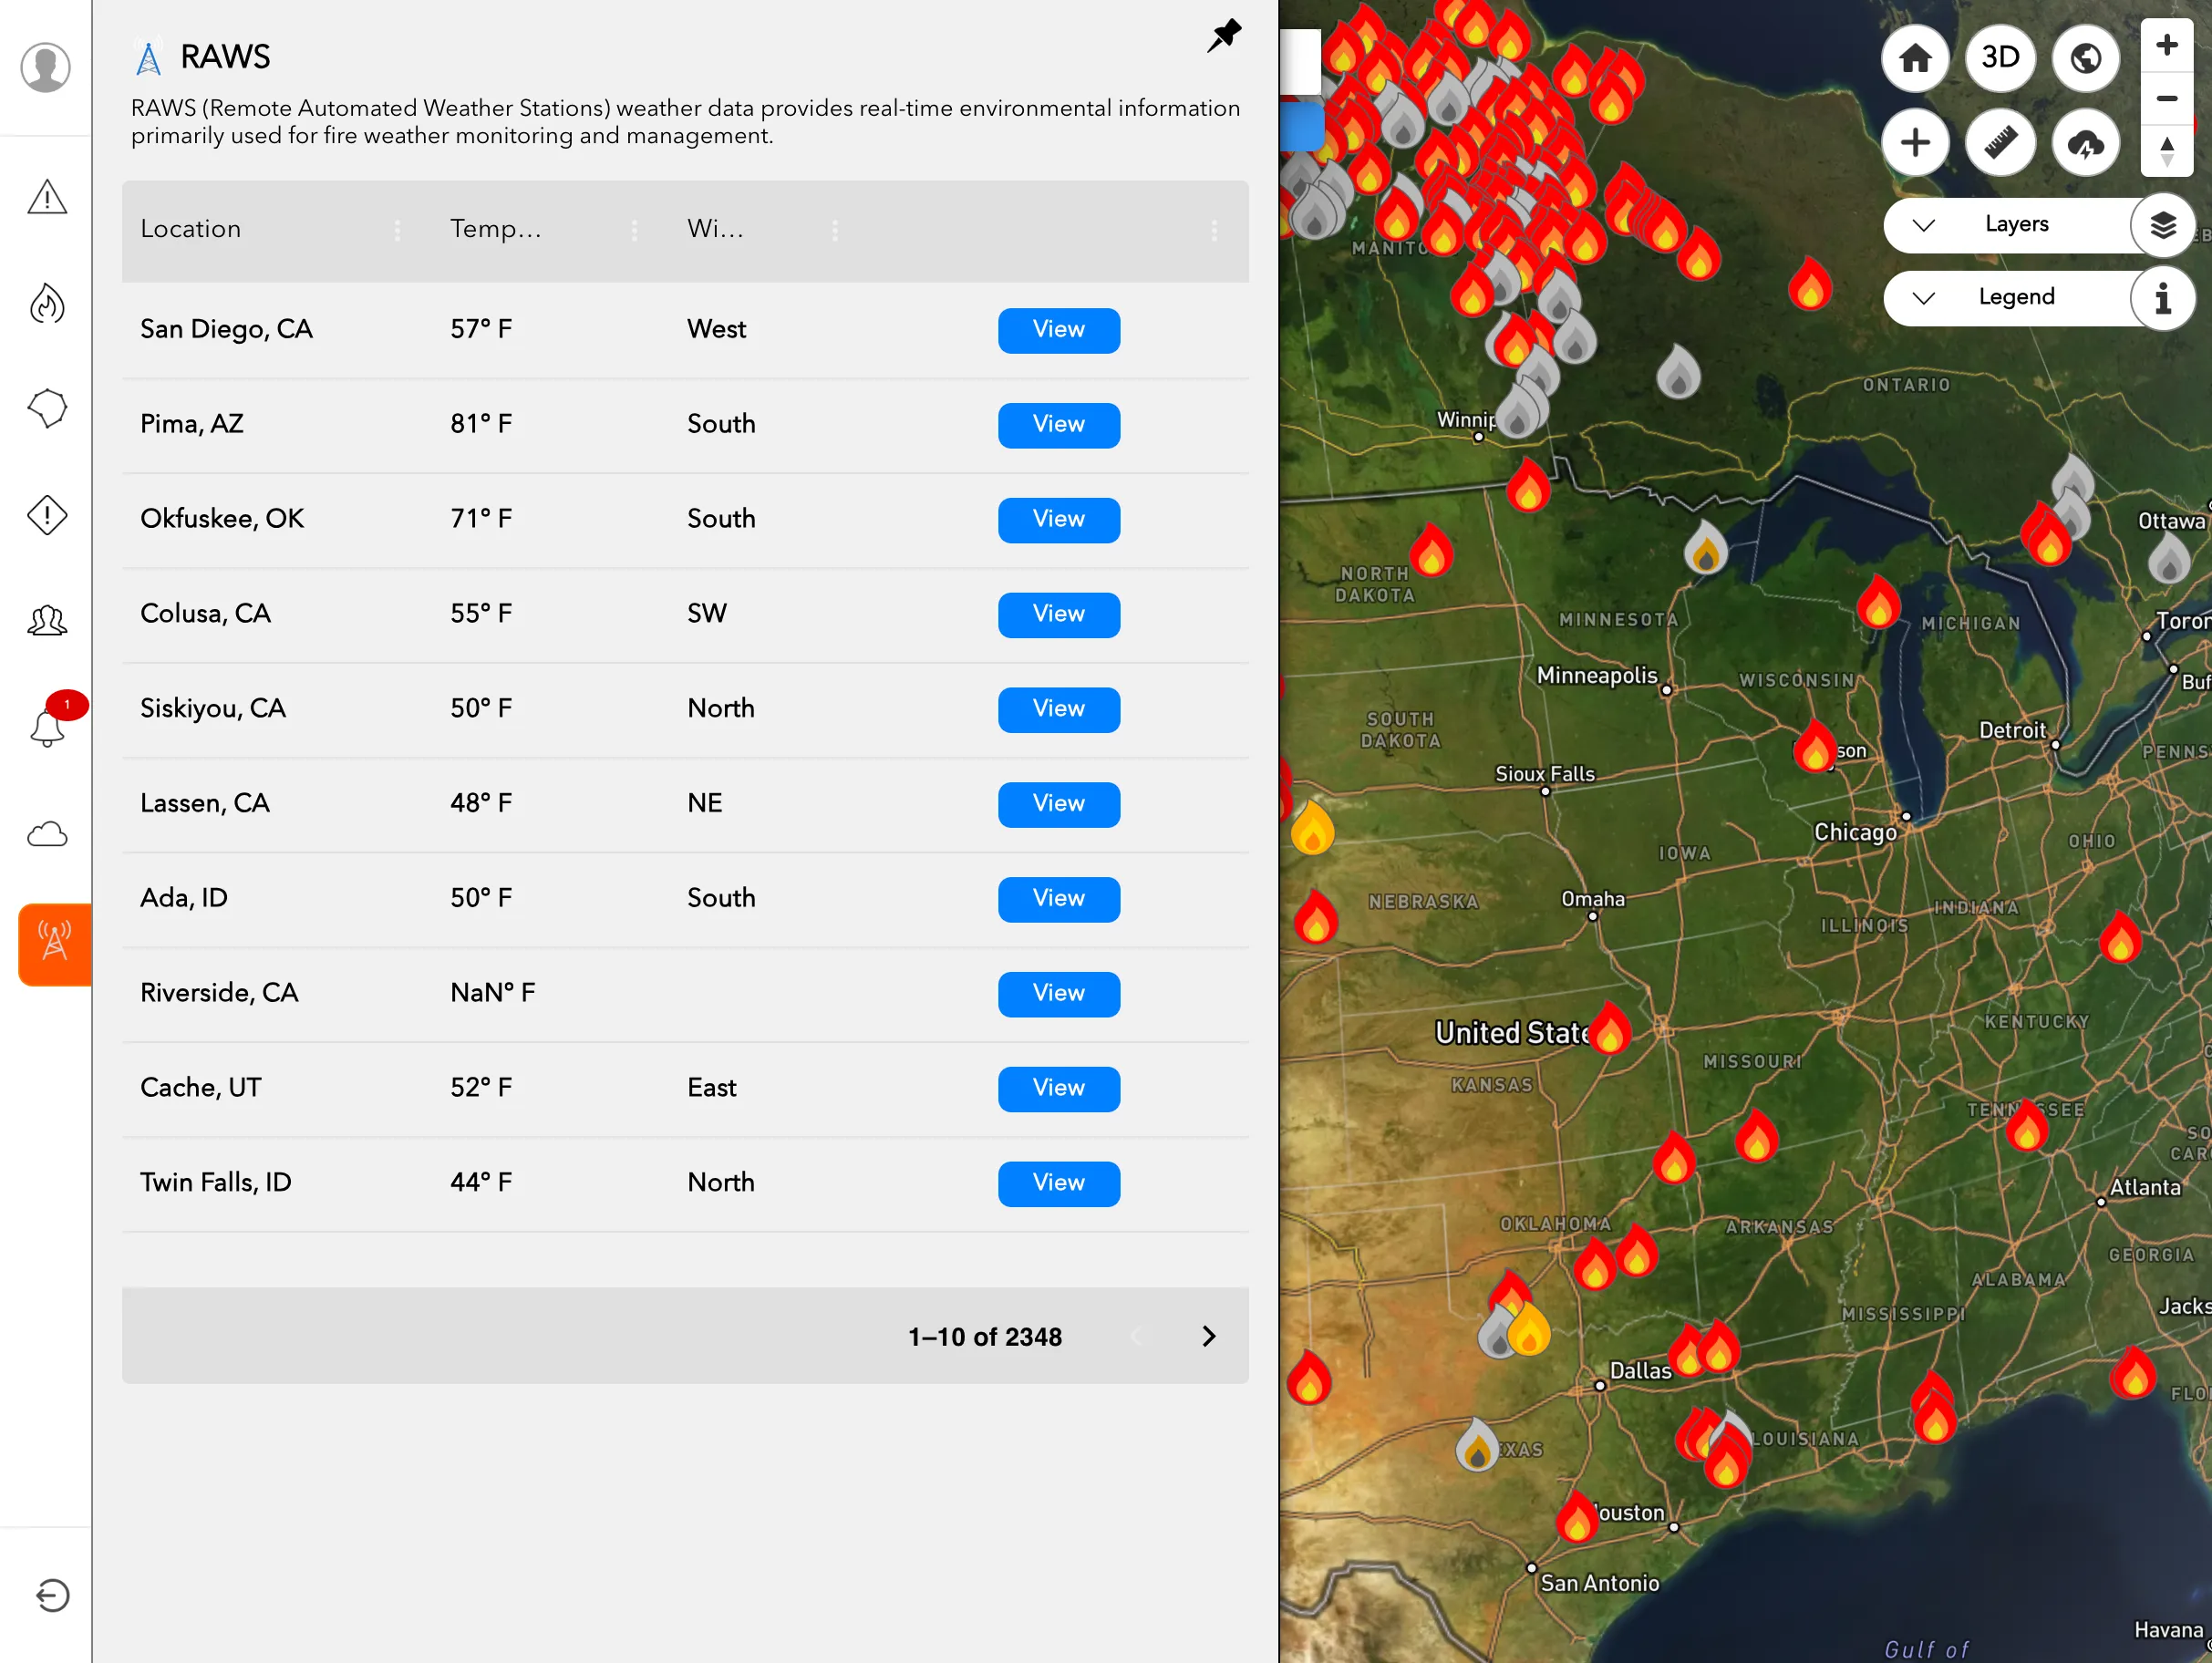 RAWS
RAWS (Remote Automated Weather Stations) weather data provides real-time environmental information
primarily used for fire weather monitoring and management.
Location Temp... Wi...
San Diego, CA 57° F West View
Pima, AZ 81° F South View
Okfuskee, OK 71° F South View
Colusa, CA 55° F SW View
Siskiyou, CA 50° F North View
Lassen, CA 48° F NE View
Ada, ID 50° F South View
Riverside, CA NaN° F View
Cache, UT 52° F East View
Twin Falls, ID 44° F North View
1–10 of 2348
1
3D
Layers
Legend
MANITO
ONTARIO
Winnip
Ottawa
NORTH
DAKOTA
MINNESOTA
MICHIGAN
Toron
Minneapolis
WISCONSIN
Buf
SOUTH
DAKOTA
Detroit
PENNS
Sioux Falls
Chicago
IOWA
OHIO
NEBRASKA
Omaha
INDIANA
ILLINOIS
United State
KENTUCKY
MISSOURI
KANSAS
TENNESSEE
SO
CAR
Atlanta
OKLAHOMA
ARKANSAS
GEORGIA
ALABAMA
MISSISSIPPI
Jacks
Dallas
FLO
LOUISIANA
EXAS
ouston
San Antonio
Havana
Gulf of